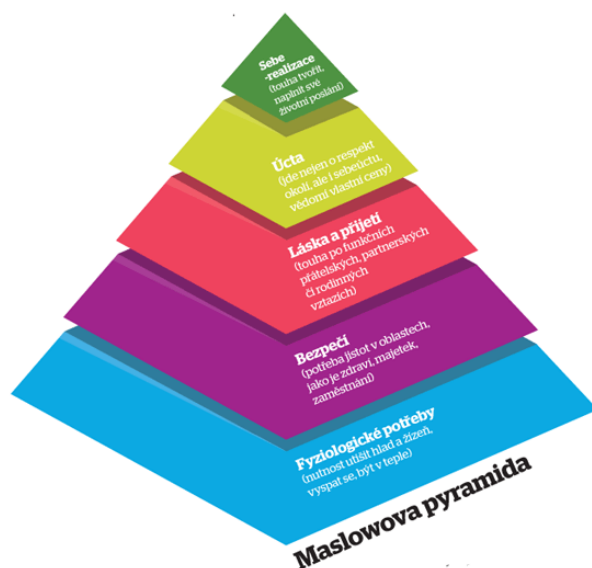 Sebe
-realizace
(touha tvořit,
naplnit své
životní poslání)
Úcta
(jde nejen o respekt
okolí, ale i sebeúctu,
vědomí vlastní ceny)
Láska a přijetí
(touha po funkčních
přátelských, partnerských
či rodinných
vztazích)
Bezpečí
(potřeba jistot v oblastech,
jako je zdraví, majetek,
zaměstnání)
Fyziologické potřeby
(nutnost utišit hlad a žízeň,
vyspat se, být v teple)
Maslowova pyramida